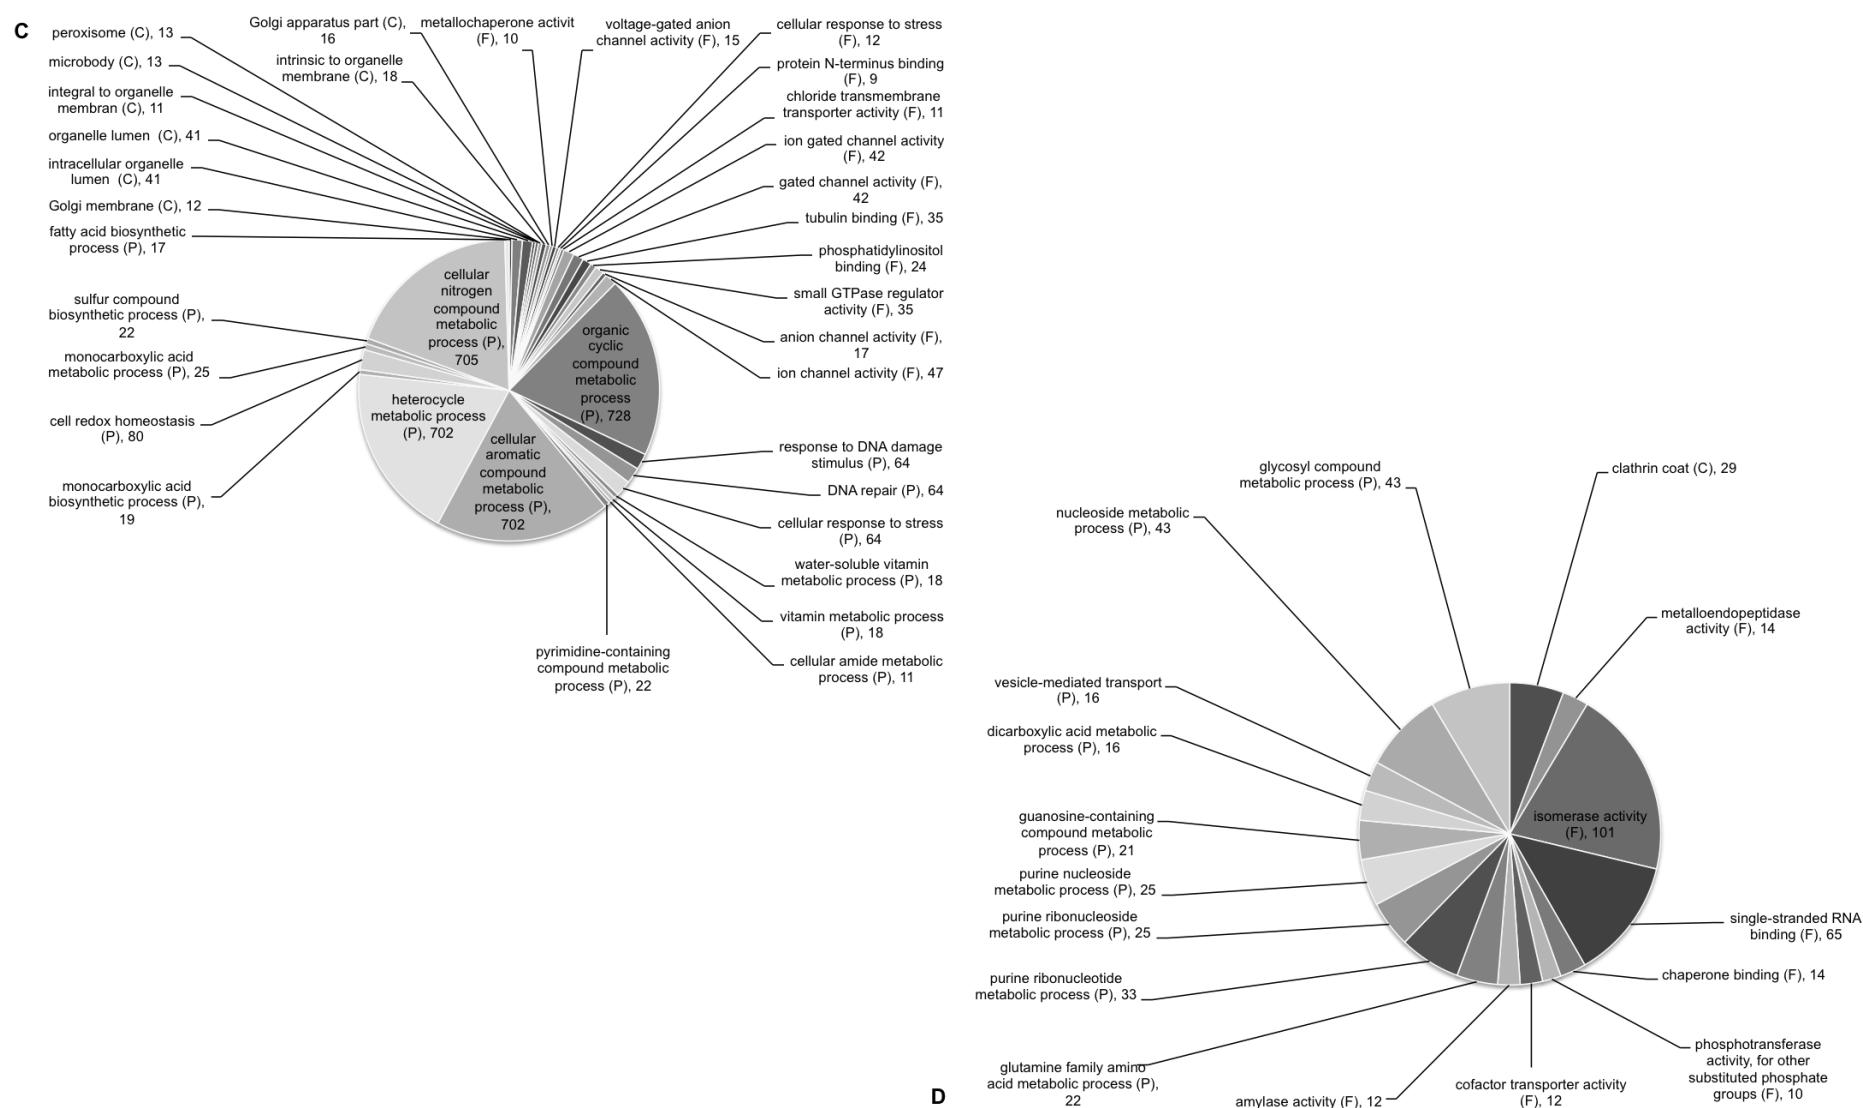 C
peroxisome (C), 13
microbody (C), 13
integral to organelle
membran (C), 11
organelle lumen (C), 41
intracellular organelle
lumen (C), 41
Golgi membrane (C), 12
fatty acid biosynthetic
process (P), 17
sulfur compound
biosynthetic process (P),
22
monocarboxylic acid
metabolic process (P), 25
cell redox homeostasis
(P), 80
monocarboxylic acid
biosynthetic process (P),
19
Golgi apparatus part (C),
16
intrinsic to organelle
membrane (C), 18
metallochaperone activit
(F), 10
voltage-gated anion
channel activity (F), 15
cellular response to stress
(F), 12
protein N-terminus binding
(F), 9
chloride transmembrane
transporter activity (F), 11
ion gated channel activity
(F), 42
gated channel activity (F),
42
tubulin binding (F), 35
phosphatidylinositol
binding (F), 24
small GTPase regulator
activity (F), 35
anion channel activity (F),
17
ion channel activity (F), 47
cellular
nitrogen
compound
metabolic
process (P),
705
organic
cyclic
compound
metabolic
process
(P), 728
heterocycle
metabolic process
(P), 702
cellular
aromatic
compound
metabolic
process (P),
702
response to DNA damage
stimulus (P), 64
DNA repair (P), 64
cellular response to stress
(P), 64
water-soluble vitamin
metabolic process (P), 18
vitamin metabolic process
(P), 18
cellular amide metabolic
process (P), 11
pyrimidine-containing
compound metabolic
process (P), 22
D
glycosyl compound
metabolic process (P), 43
clathrin coat (C), 29
nucleoside metabolic
process (P), 43
metalloendopeptidase
activity (F), 14
vesicle-mediated transport
(P), 16
dicarboxylic acid metabolic
process (P), 16
guanosine-containing
compound metabolic
process (P), 21
purine nucleoside
metabolic process (P), 25
purine ribonucleoside
metabolic process (P), 25
purine ribonucleotide
metabolic process (P), 33
glutamine family amino
acid metabolic process (P),
22
isomerase activity
(F), 101
single-stranded RNA
binding (F), 65
chaperone binding (F), 14
phosphotransferase
activity, for other
substituted phosphate
groups (F), 10
cofactor transporter activity
(F), 12
amylase activity (F), 12